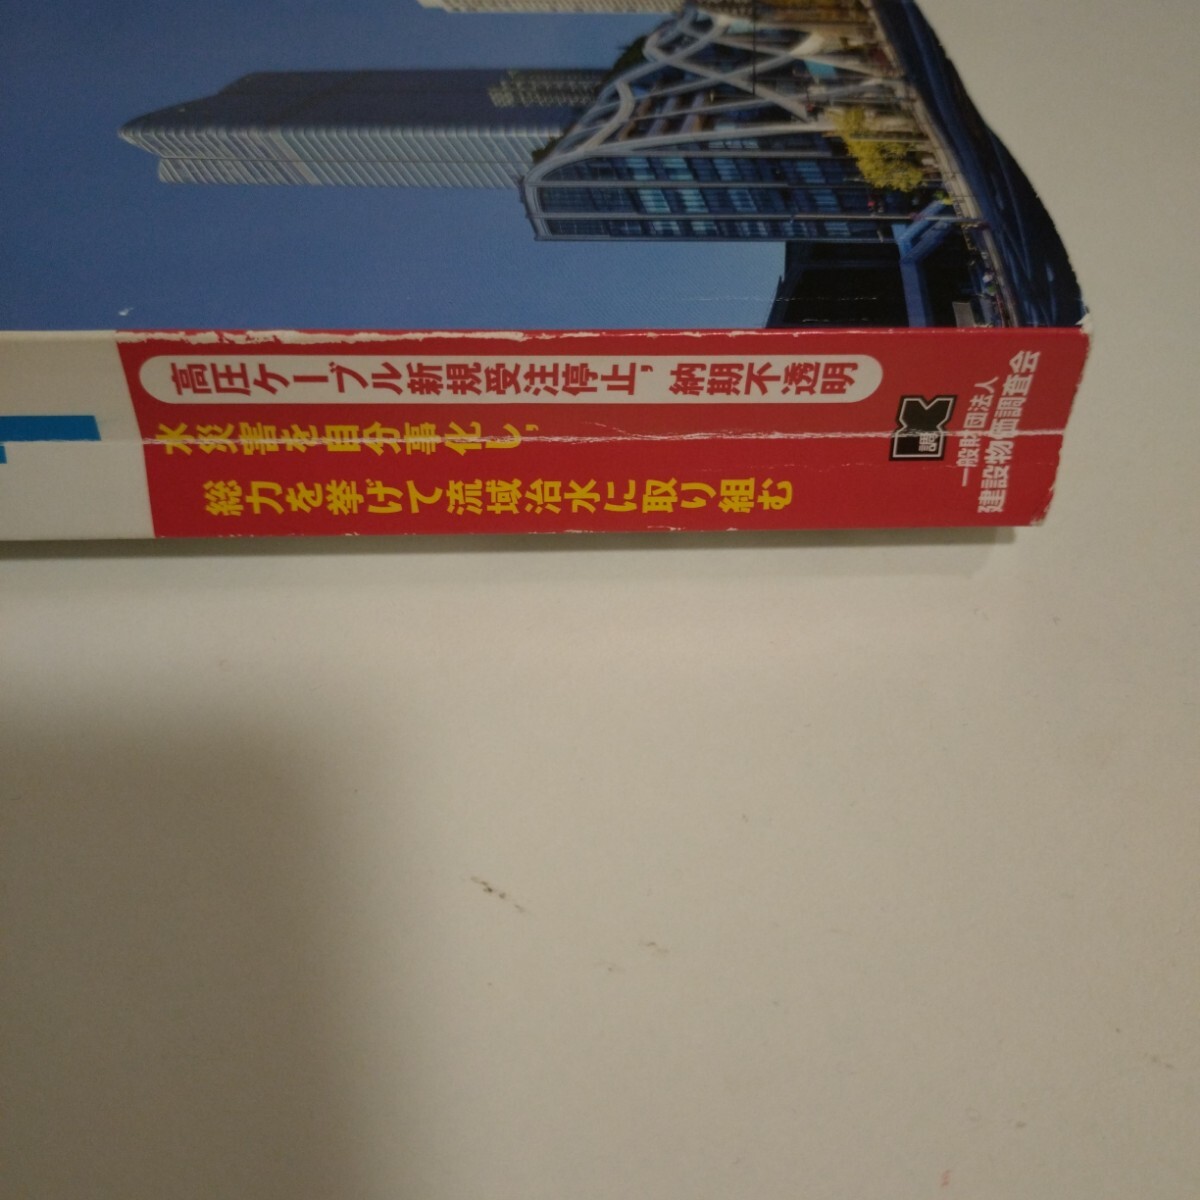 高圧ケーブル新規受注停止，納期不透明
水災害を自分事化し，
総力を挙げて流域治水に取り組む
調
一般財団法人
建設物価調査会